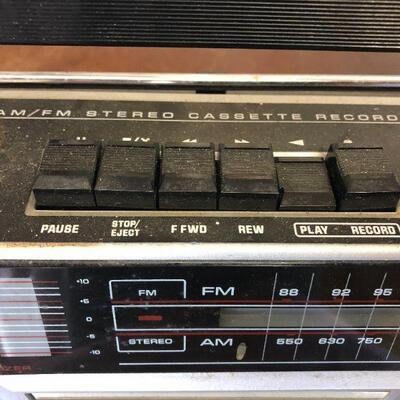 AM/FM STEREO CASSETTE RECORD
PAUSE STOP/EJECT F FWD REW PLAY RECORD
+10 FM FM 88 92 95
+5
0
-5 STEREO AM 550 630 750
-10
IZER